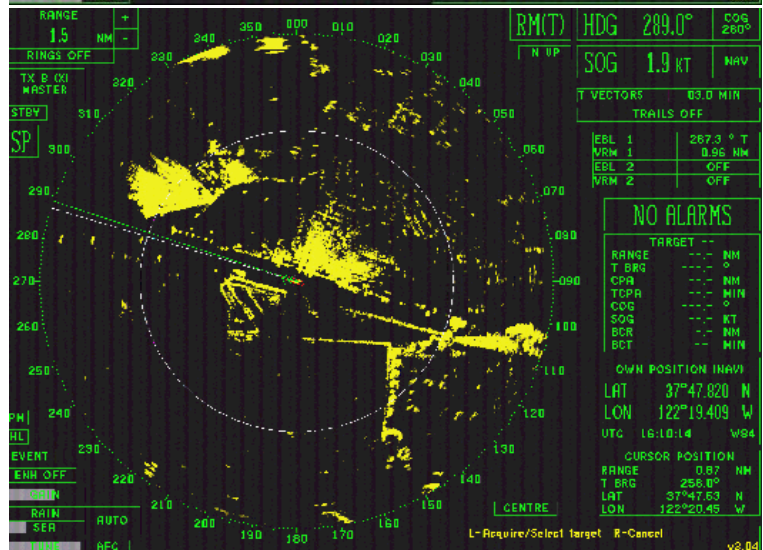 RANGE + RM(T) HDG 289.0° COG 280°
1.5 NM -
RINGS OFF N UP SOG 1.9 KT NAV
TX B (X)
MASTER
STBY
SP
T VECTORS 03.0 MIN
TRAILS OFF
EBL 1 267.3 ° T
VRM 1 0.96 NM
EBL 2 OFF
VRM 2 OFF
NO ALARMS
TARGET --
RANGE --.- NM
T BRG ---.- °
CPA --.- NM
TCPA --.- MIN
COG ---.- °
SOG --.- KT
BCR --.- NM
BCT --.- MIN
OWN POSITION (NAV)
LAT 37°47.820 N
LON 122°19.409 W
UTC 16:10:14 W84
CURSOR POSITION
RANGE 0.87 NM
T BRG 256.0°
LAT 37°47.63 N
LON 122°20.45 W
340 350 000 010 020
330 030
320
310 050
300 060
290 070
280 080
270 090
260 100
250 110
240 120
230 130
220 140
210
200 190 180 170 160
HL
EVENT
ENH OFF
GAIN
RAIN AUTO
SEA
AFC
CENTRE
L-Acquire/Select target R-Cancel
v2.04